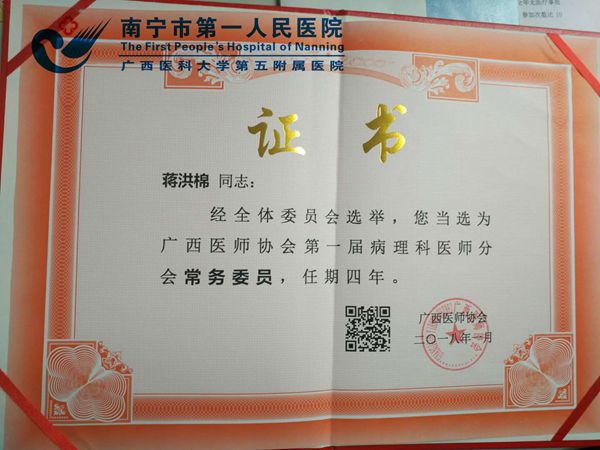 南宁市第一人民医院
The First People's Hospital of Nanning
广西医科大学第五附属医院
证书
蒋洪棉 同志：
经全体委员会选举，您当选为
广西医师协会第一届病理科医师分
会常务委员，任期四年。
广西医师协会
二〇一八年一月